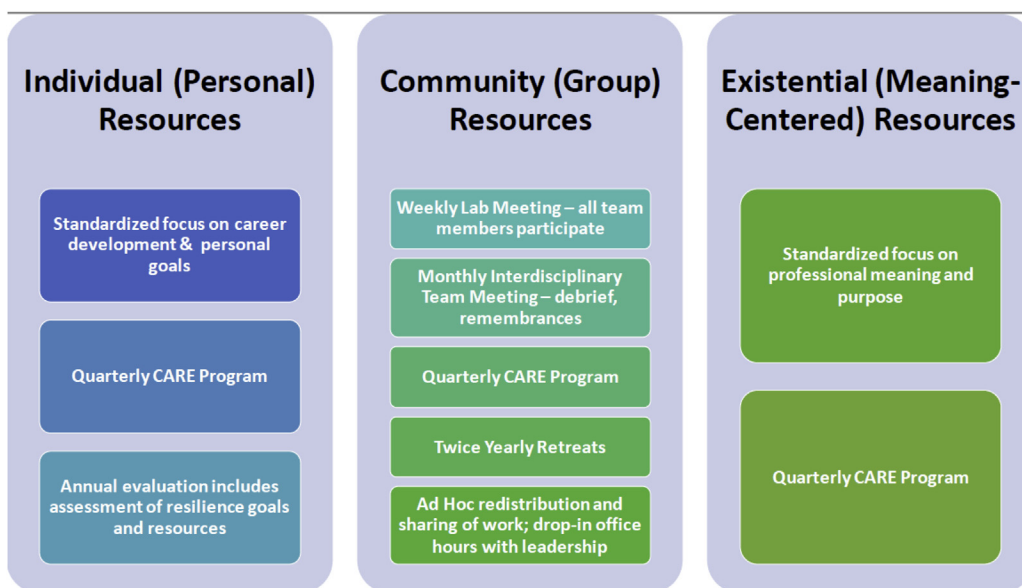 Individual (Personal)
Resources
Standardized focus on career
development & personal
goals
Quarterly CARE Program
Annual evaluation includes
assessment of resilience goals
and resources
Community (Group)
Resources
Weekly Lab Meeting – all team
members participate
Monthly Interdisciplinary
Team Meeting – debrief,
remembrances
Quarterly CARE Program
Twice Yearly Retreats
Ad Hoc redistribution and
sharing of work; drop-in office
hours with leadership
Existential (Meaning-
Centered) Resources
Standardized focus on
professional meaning and
purpose
Quarterly CARE Program